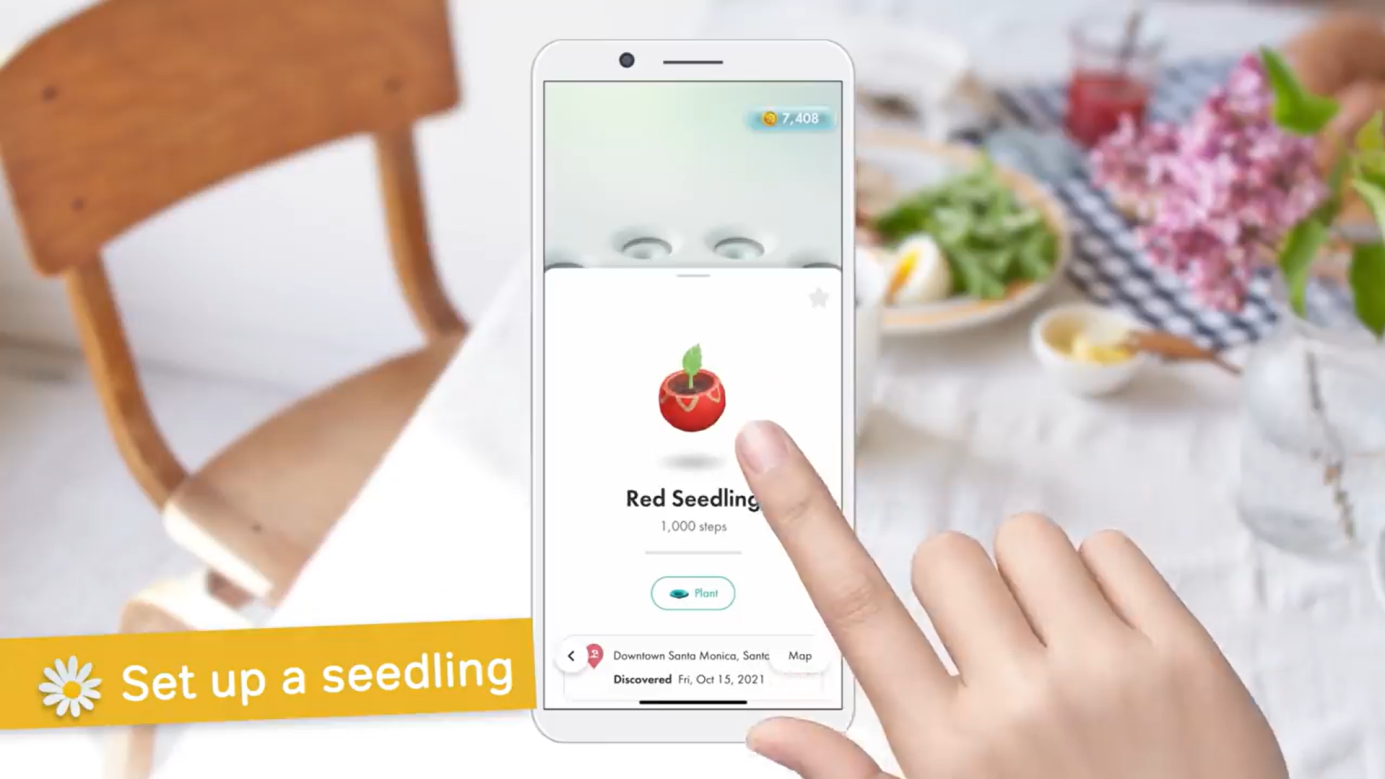 7,408
Red Seedling
1,000 steps
Plant
Downtown Santa Monica, Santa
Map
Discovered Fri, Oct 15, 2021
Set up a seedling